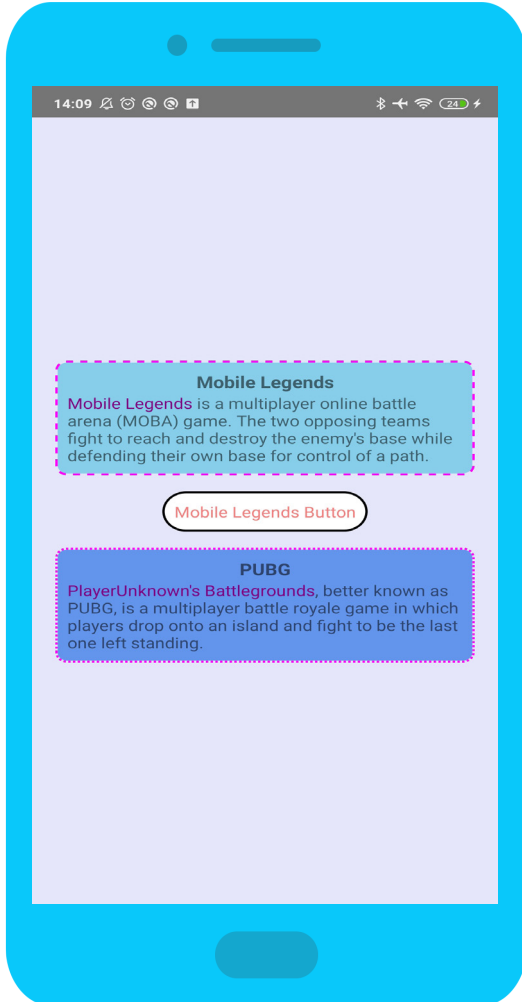 14:09
24
Mobile Legends
Mobile Legends is a multiplayer online battle
arena (MOBA) game. The two opposing teams
fight to reach and destroy the enemy's base while
defending their own base for control of a path.
Mobile Legends Button
PUBG
PlayerUnknown's Battlegrounds, better known as
PUBG, is a multiplayer battle royale game in which
players drop onto an island and fight to be the last
one left standing.